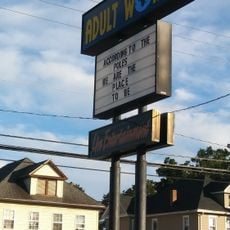 ADULT W
ACCORDING TO THE
POLES
WE ARE THE
PLACE
TO BE